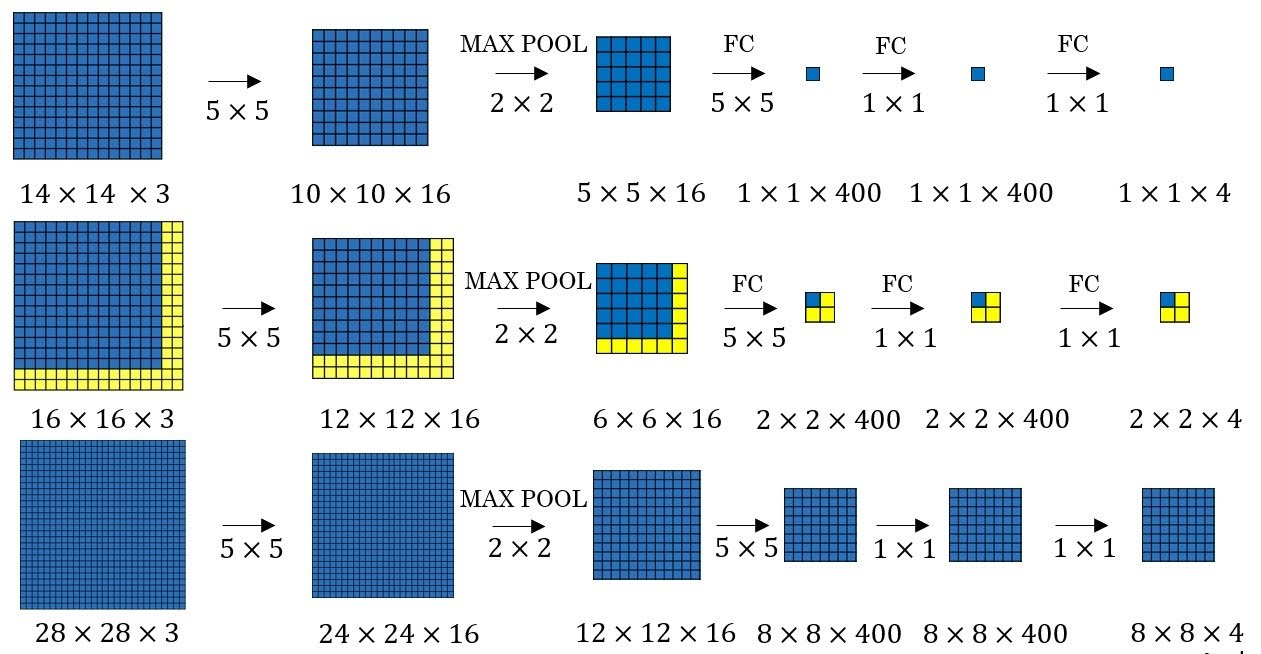 MAX POOL FC FC FC
5 × 5 2 × 2 5 × 5 1 × 1 1 × 1
14 × 14 × 3 10 × 10 × 16 5 × 5 × 16 1 × 1 × 400 1 × 1 × 400 1 × 1 × 4
MAX POOL FC FC FC
5 × 5 2 × 2 5 × 5 1 × 1 1 × 1
16 × 16 × 3 12 × 12 × 16 6 × 6 × 16 2 × 2 × 400 2 × 2 × 400 2 × 2 × 4
MAX POOL
5 × 5 2 × 2 5 × 5 1 × 1 1 × 1
28 × 28 × 3 24 × 24 × 16 12 × 12 × 16 8 × 8 × 400 8 × 8 × 400 8 × 8 × 4